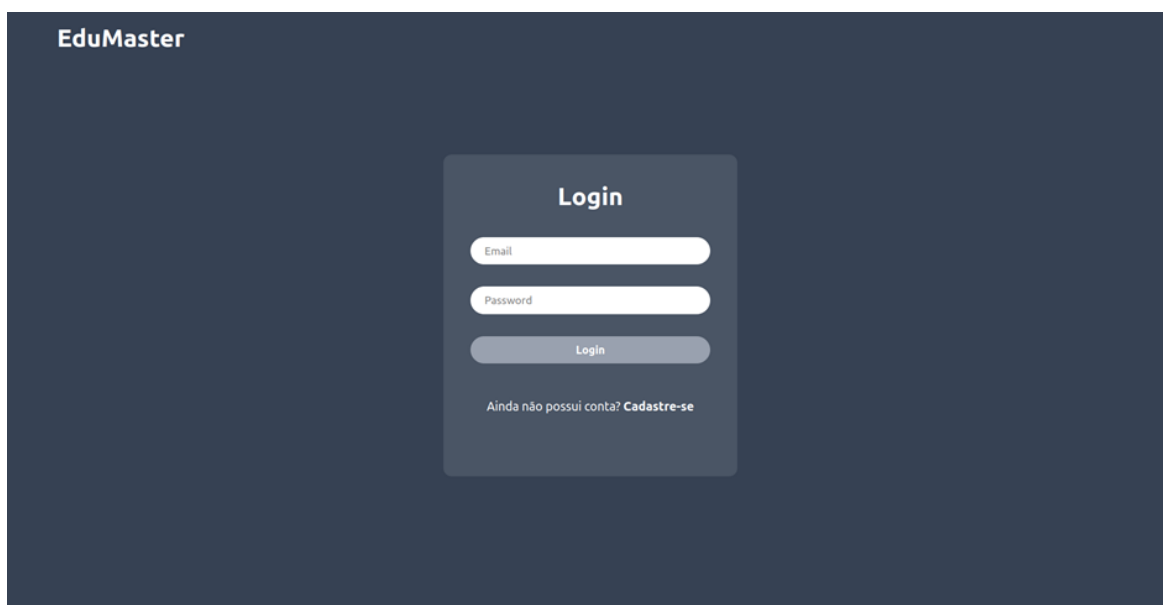 EduMaster
Login
Email
Password
Login
Ainda não possui conta? Cadastre-se